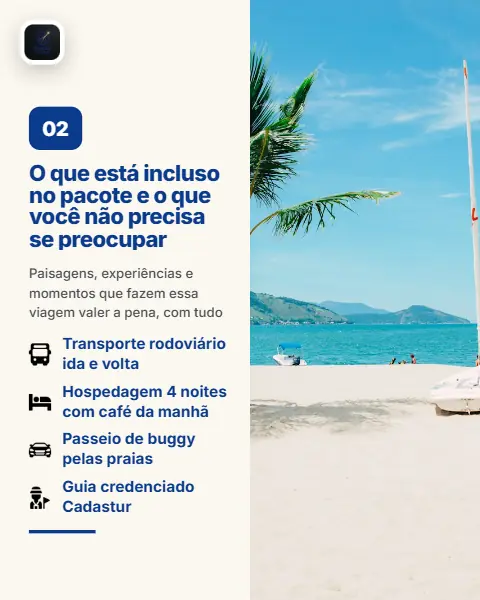 02
O que está incluso
no pacote e o que
você não precisa
se preocupar
Paisagens, experiências e
momentos que fazem essa
viagem valer a pena, com tudo
Transporte rodoviário
ida e volta
Hospedagem 4 noites
com café da manhã
Passeio de buggy
pelas praias
Guia credenciado
Cadastur